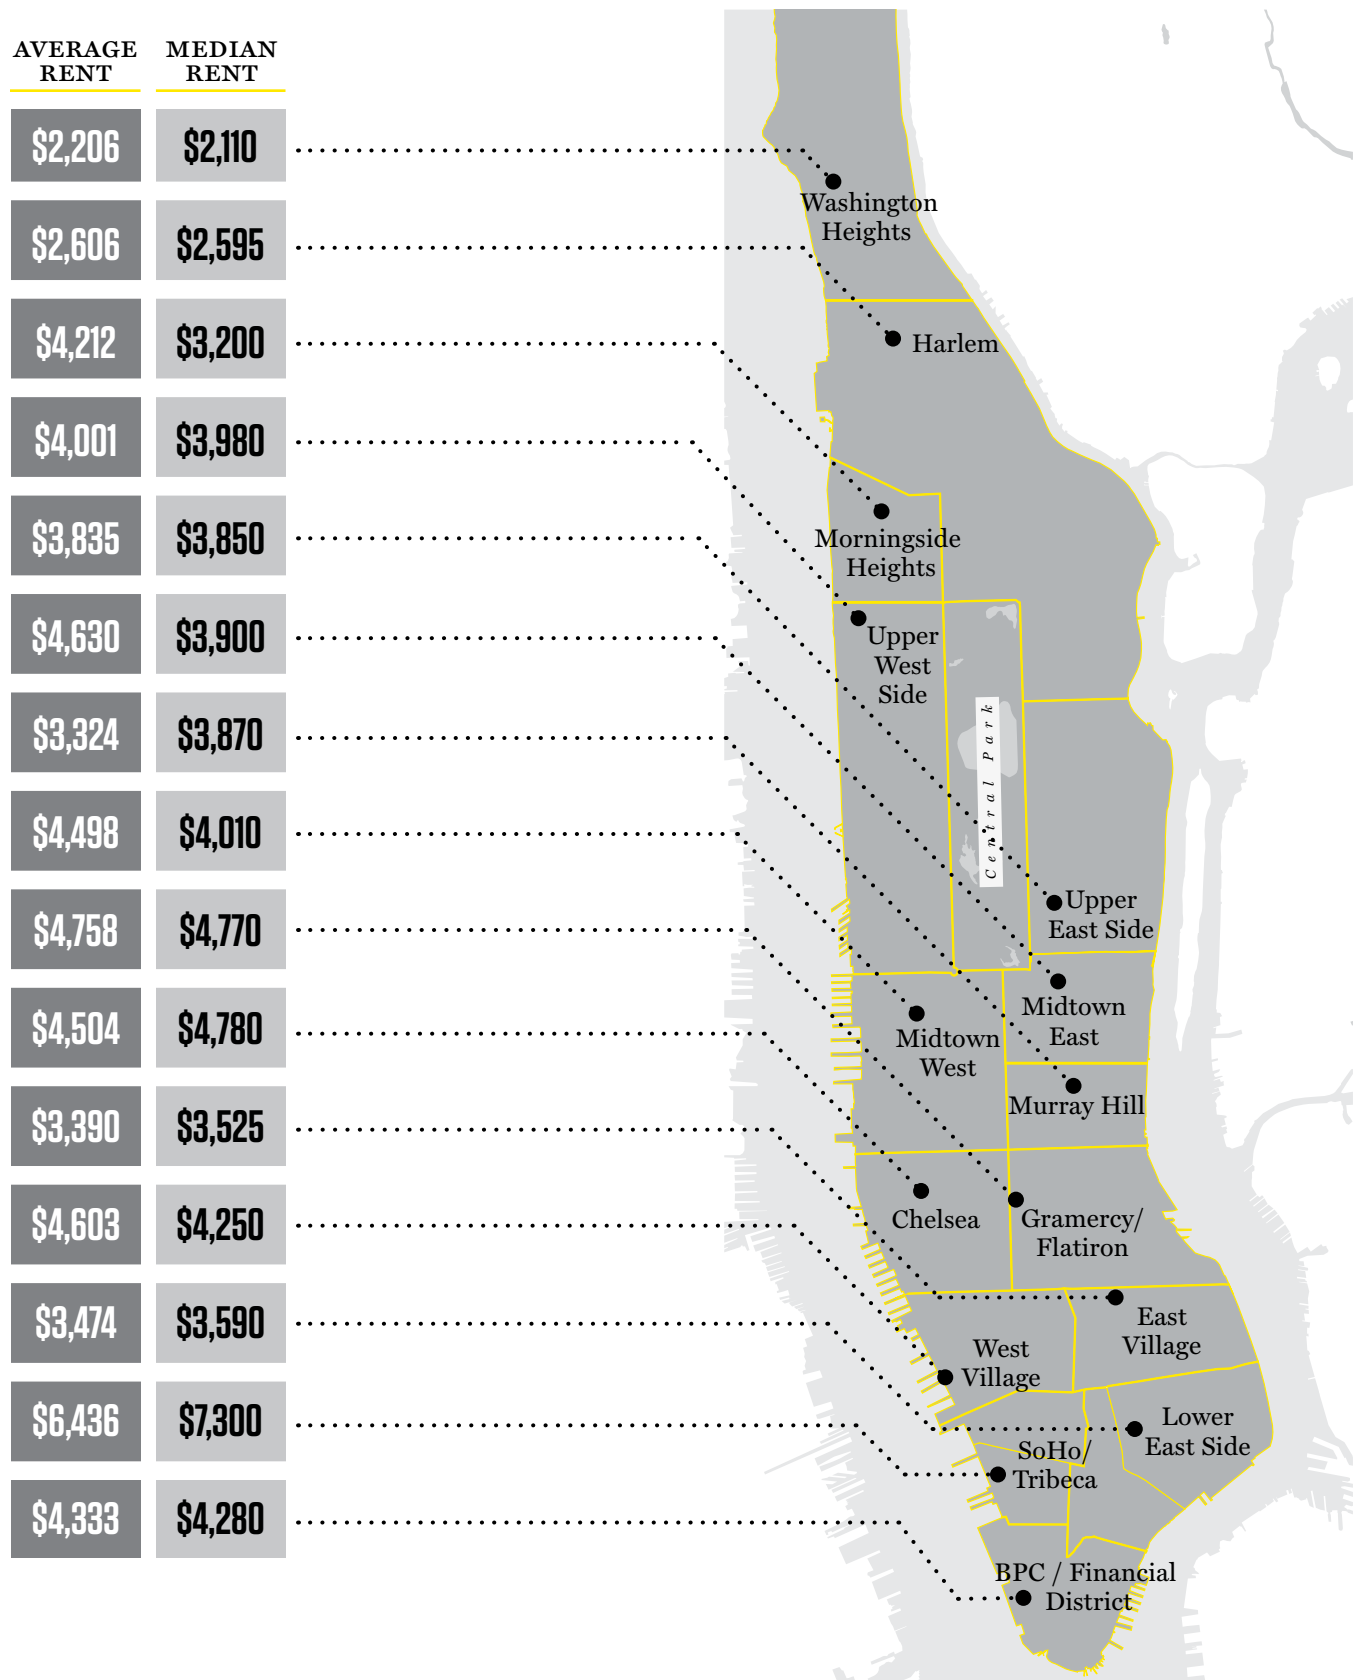 AVERAGE
RENT
MEDIAN
RENT
$2,206
$2,110
$2,606
$2,595
$4,212
$3,200
$4,001
$3,980
$3,835
$3,850
$4,630
$3,900
$3,324
$3,870
$4,498
$4,010
$4,758
$4,770
$4,504
$4,780
$3,390
$3,525
$4,603
$4,250
$3,474
$3,590
$6,436
$7,300
$4,333
$4,280
Washington
Heights
Harlem
Morningside
Heights
Upper
West
Side
Central Park
Upper
East Side
Midtown
East
Midtown
West
Murray Hill
Chelsea
Gramercy/
Flatiron
East
Village
West
Village
Lower
East Side
SoHo/
Tribeca
BPC / Financial
District